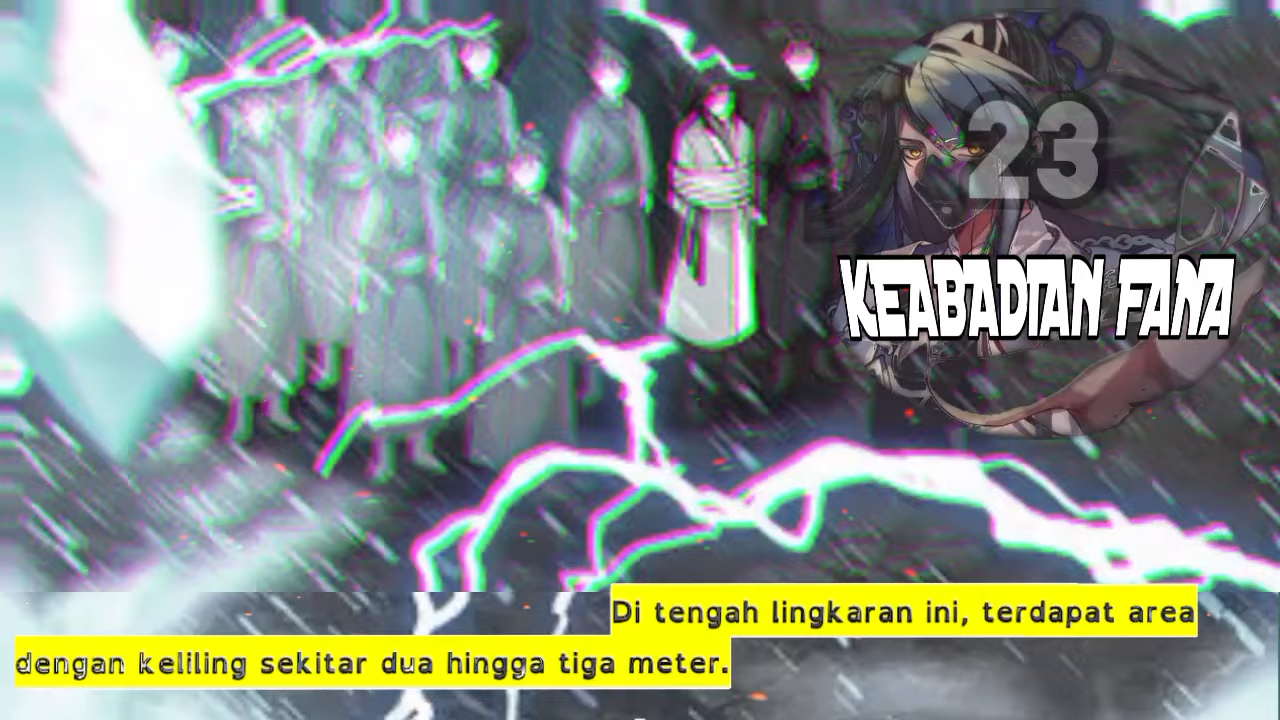 23
KEABADIAN FANA
Di tengah lingkaran ini, terdapat area
dengan keliling sekitar dua hingga tiga meter.